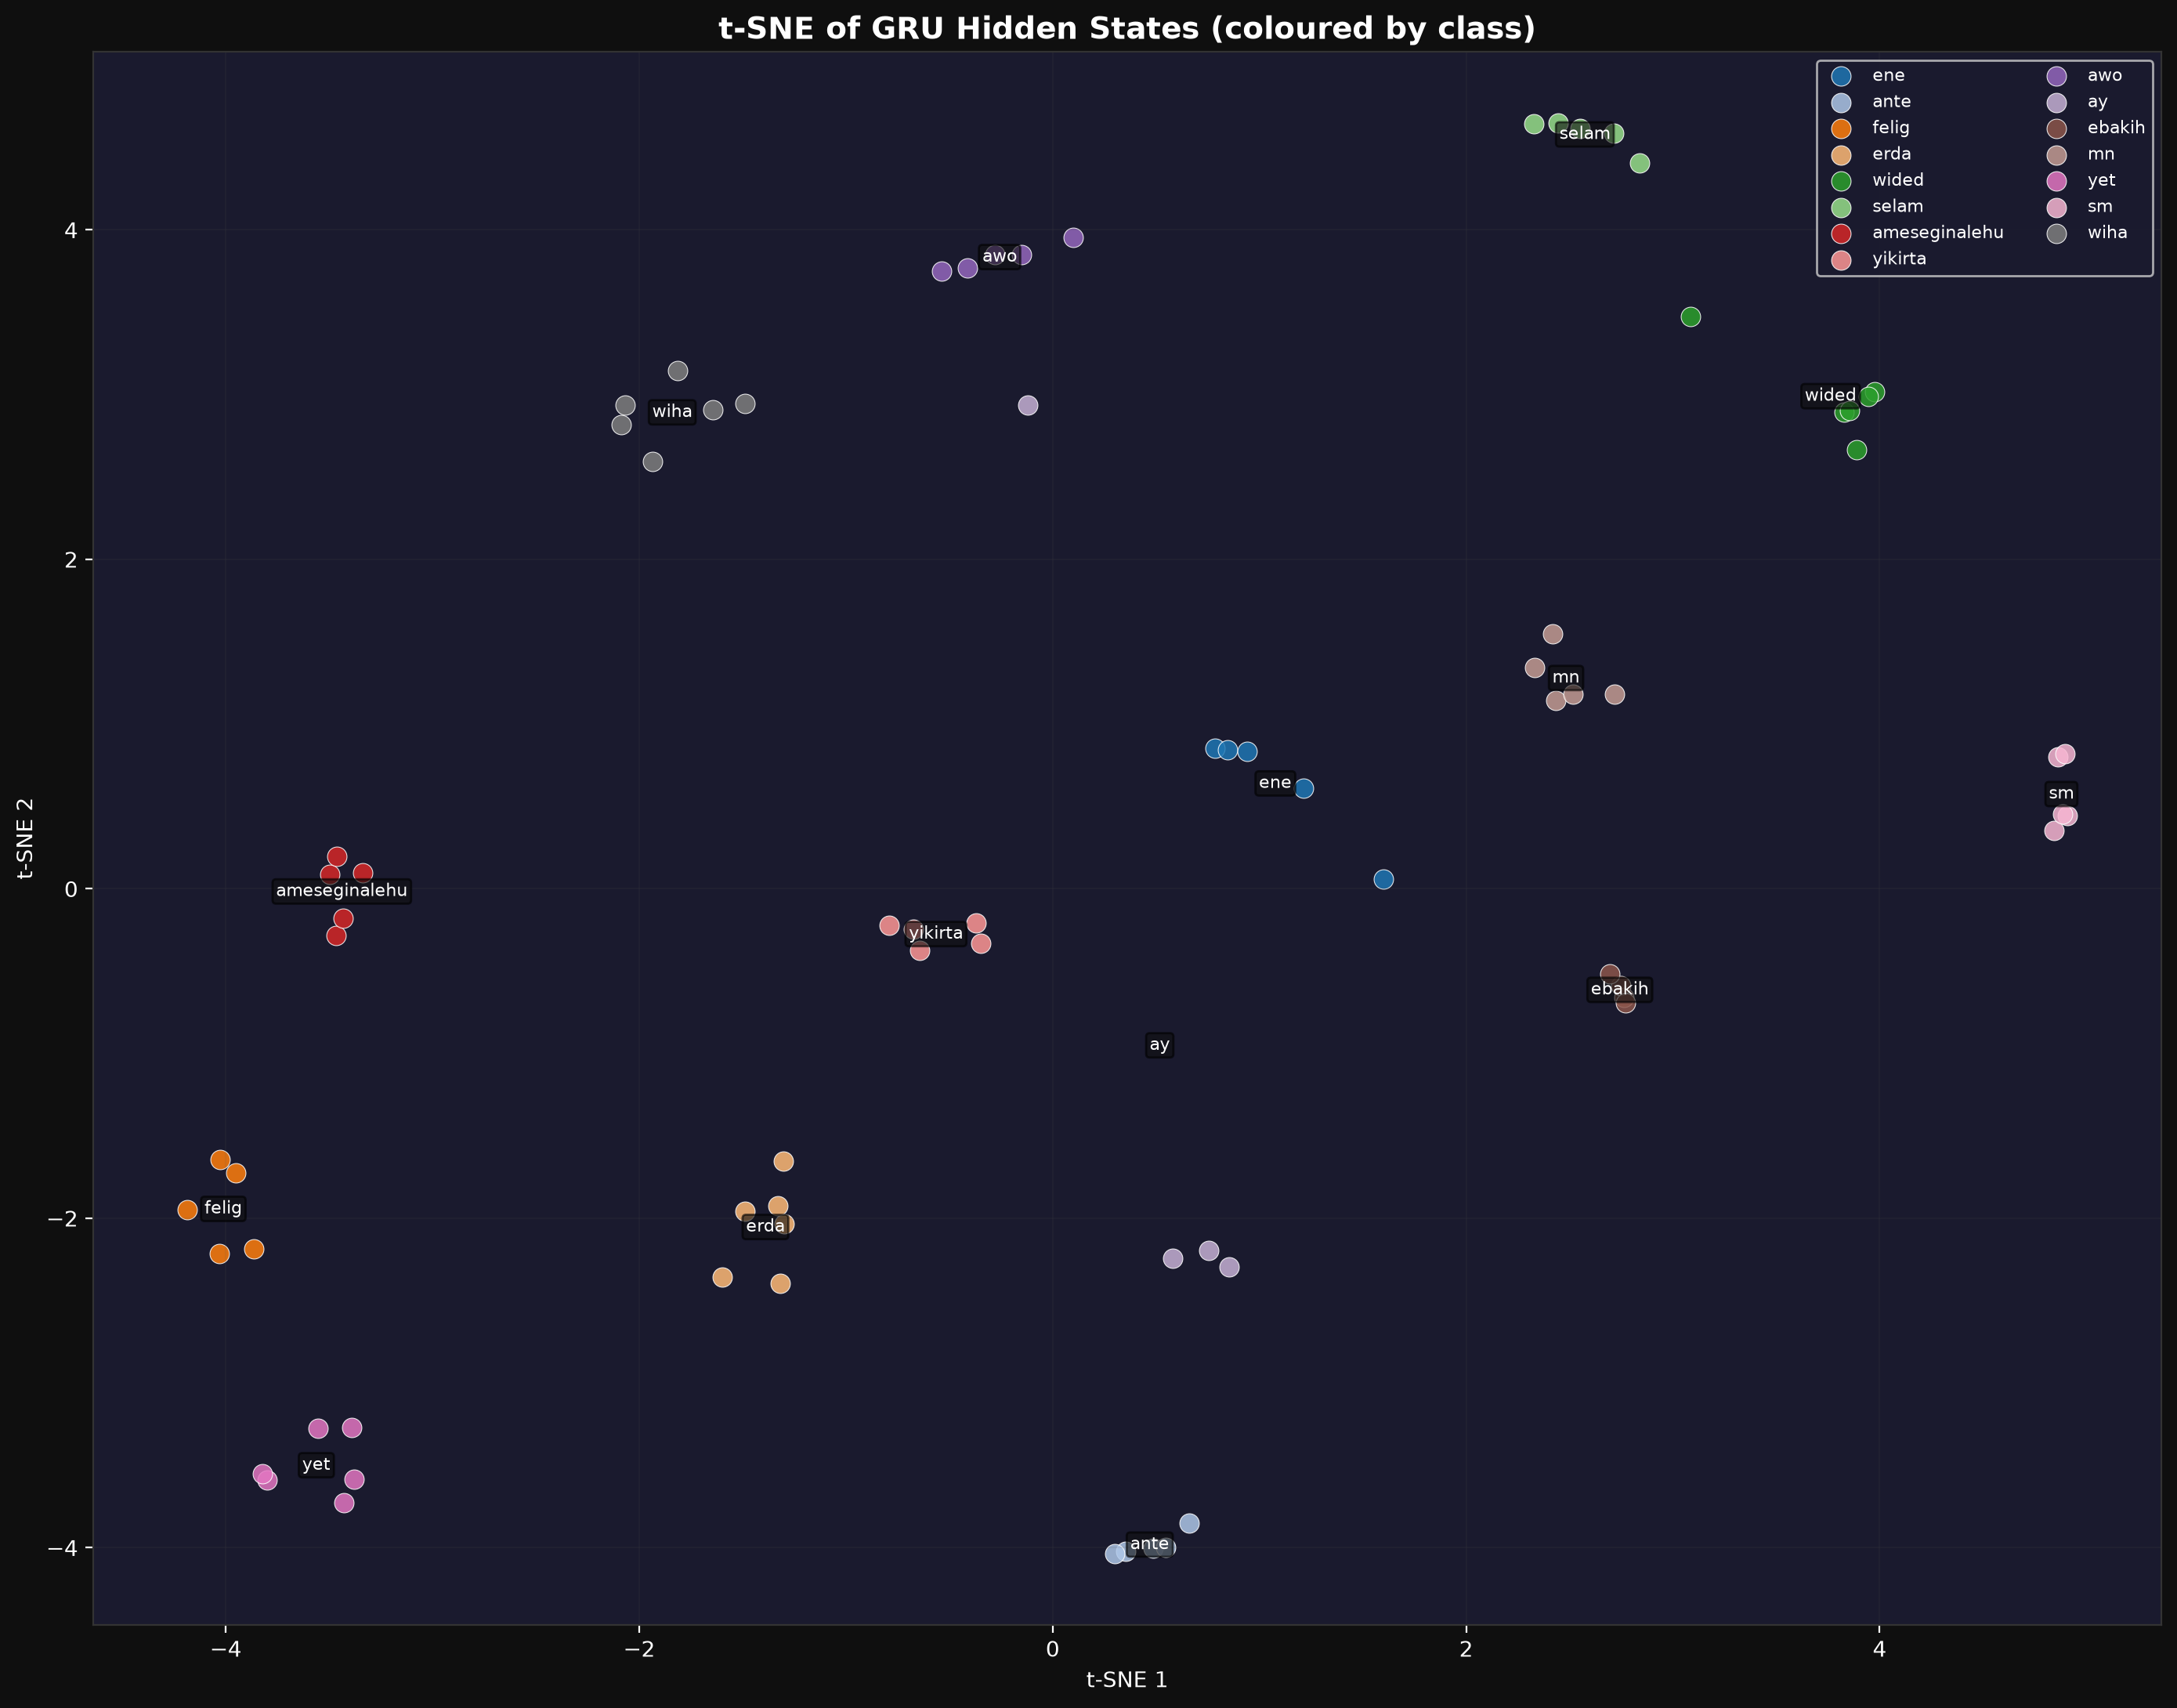 t-SNE of GRU Hidden States (coloured by class)
ene
ante
felig
erda
wided
selam
ameseginalehu
yikirta
awo
ay
ebakih
mn
yet
sm
wiha
selam
awo
wided
wiha
mn
ene
sm
ameseginalehu
yikirta
ebakih
ay
felig
erda
yet
ante
4
2
0
−2
−4
t-SNE 2
−4
−2
0
2
4
t-SNE 1